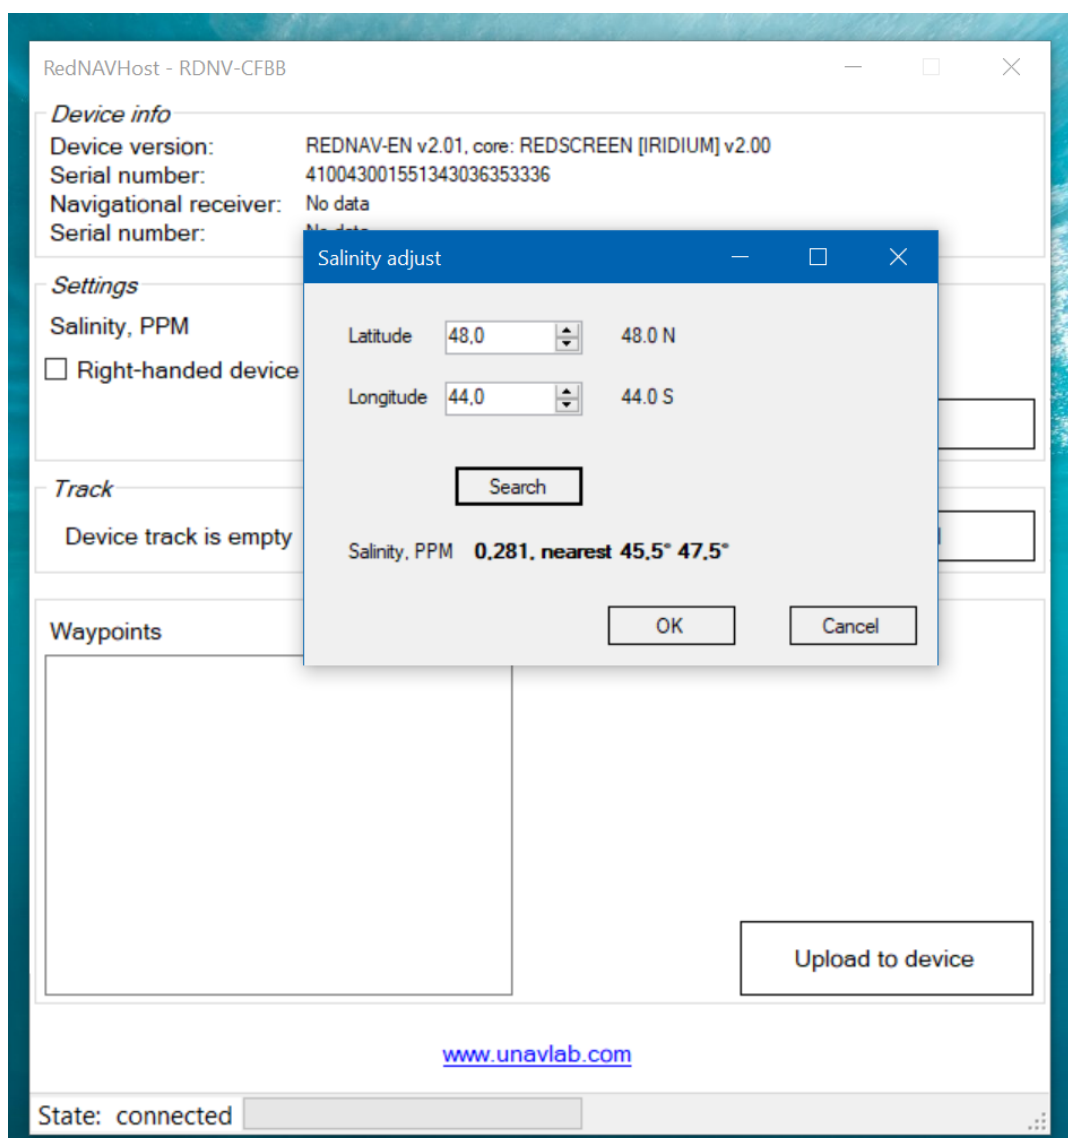 RedNAVHost - RDNV-CFBB
Device info
Device version: REDNAV-EN v2.01, core: REDSCREEN [IRIDIUM] v2.00
Serial number: 410043001551343036353336
Navigational receiver: No data
Serial number:
Salinity adjust
Settings
Salinity, PPM
Latitude 48,0 48.0 N
Right-handed device
Longitude 44,0 44.0 S
Search
Track
Device track is empty
Salinity, PPM 0,281, nearest 45,5° 47,5°
OK Cancel
Waypoints
Upload to device
www.unavlab.com
State: connected